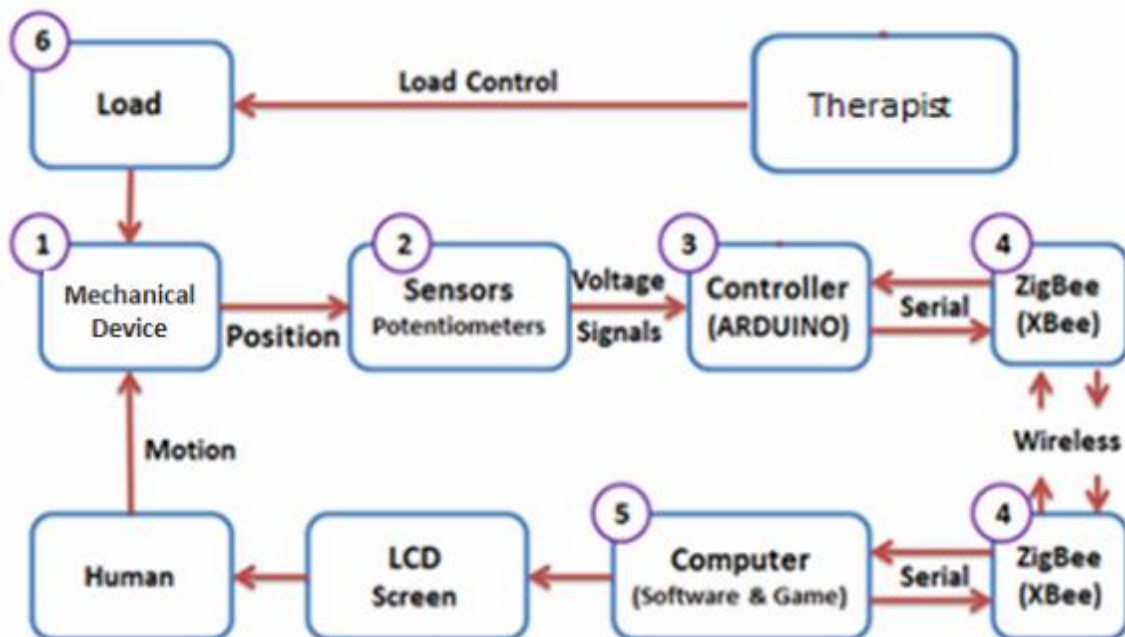 6
Load
Load Control
Therapist
1
Mechanical
Device
Position
2
Sensors
Potentiometers
Voltage
Signals
3
Controller
(ARDUINO)
Serial
4
ZigBee
(XBee)
Motion
Wireless
Human
LCD
Screen
5
Computer
(Software & Game)
Serial
4
ZigBee
(XBee)